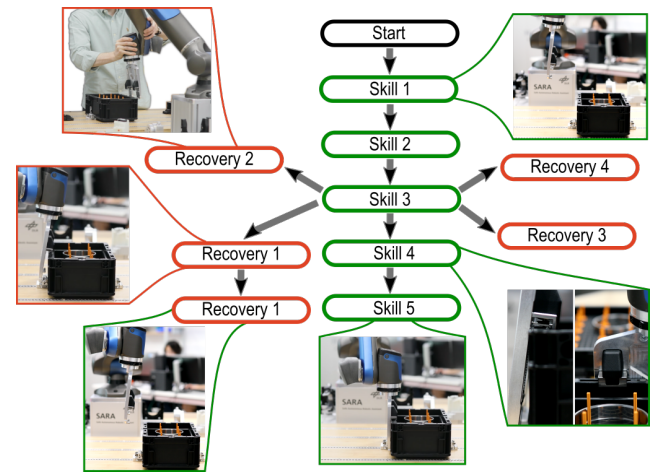 Start
Skill 1
SARA
DLR
Skill 2
Recovery 2
Recovery 4
Skill 3
Recovery 3
Recovery 1
Skill 4
Recovery 1
Skill 5
SARA
SARA